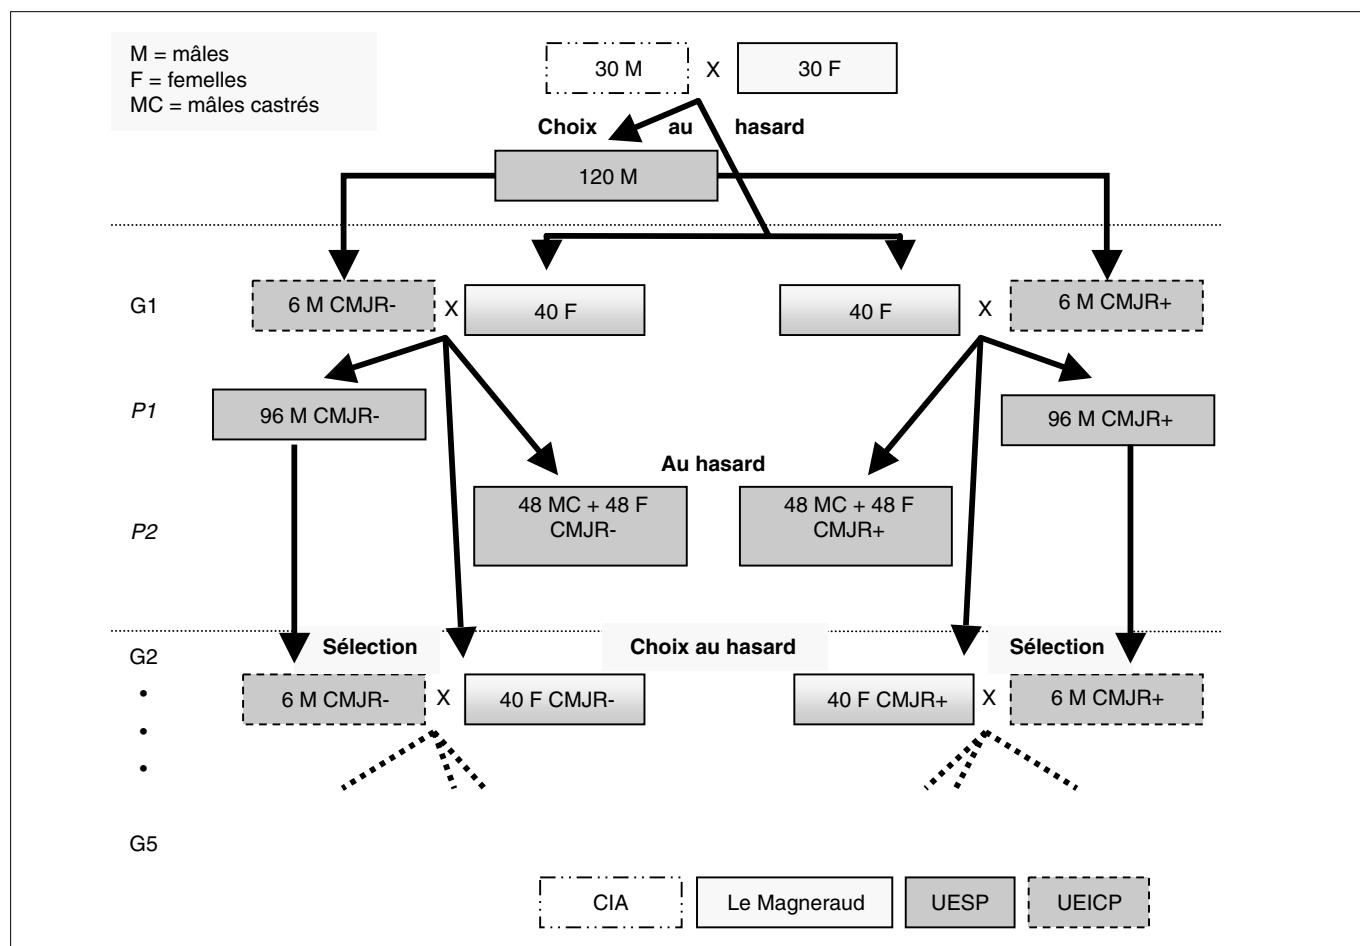 M = mâles
F = femelles
MC = mâles castrés
30 M X 30 F
Choix au hasard
120 M
G1
6 M CMJR- X 40 F
40 F X 6 M CMJR+
P1
96 M CMJR-
96 M CMJR+
Au hasard
P2
48 MC + 48 F
CMJR-
48 MC + 48 F
CMJR+
Sélection
Choix au hasard
Sélection
G2
6 M CMJR- X 40 F CMJR-
40 F CMJR+ X 6 M CMJR+
•
•
•
G5
CIA
Le Magneraud
UESP
UEICP